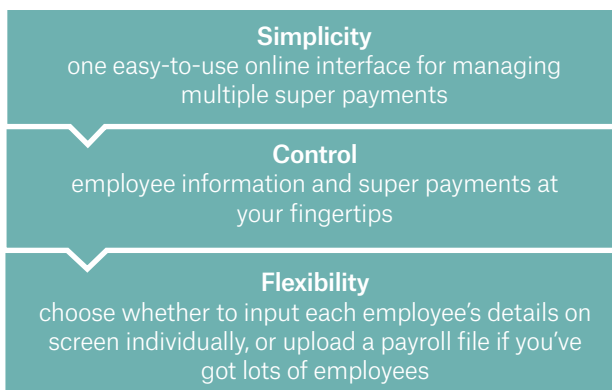 Simplicity
one easy-to-use online interface for managing
multiple super payments
Control
employee information and super payments at
your fingertips
Flexibility
choose whether to input each employee’s details on
screen individually, or upload a payroll file if you’ve
got lots of employees